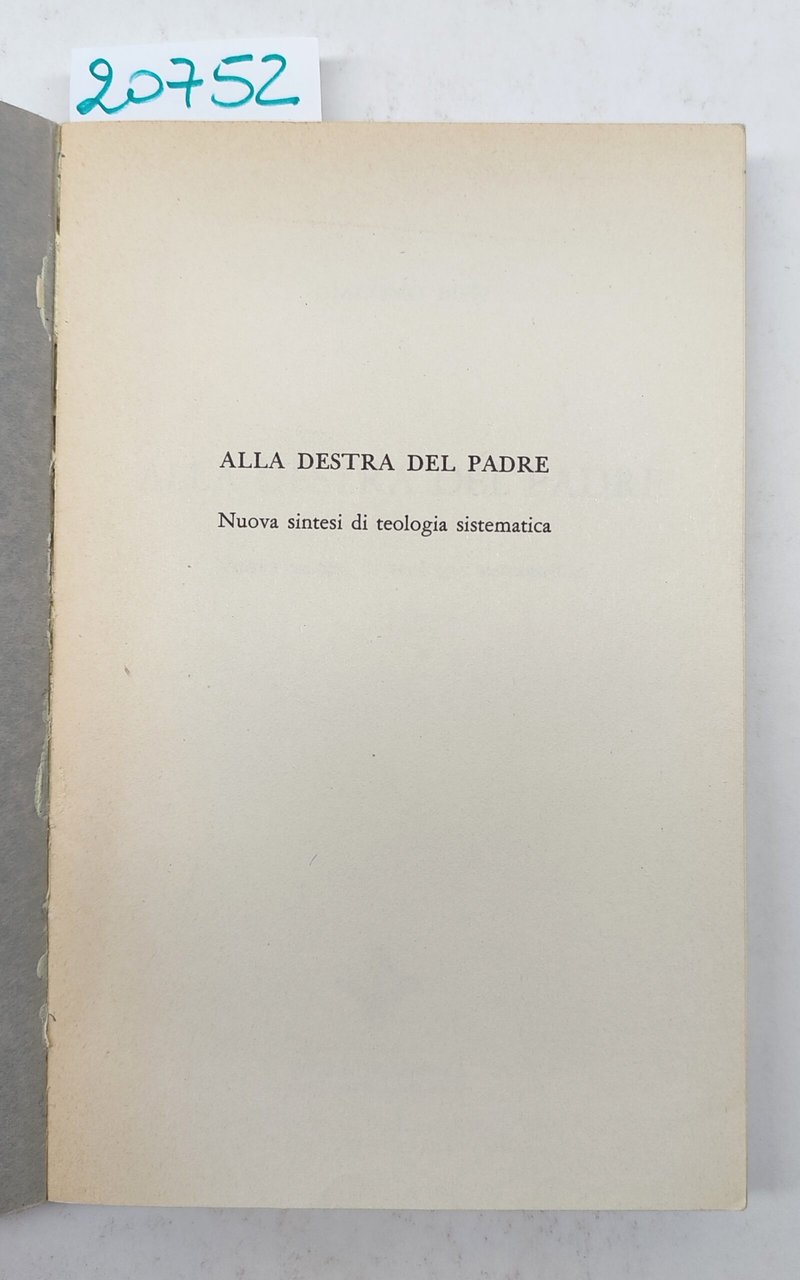 20752
ALLA DESTRA DEL PADRE
Nuova sintesi di teologia sistematica